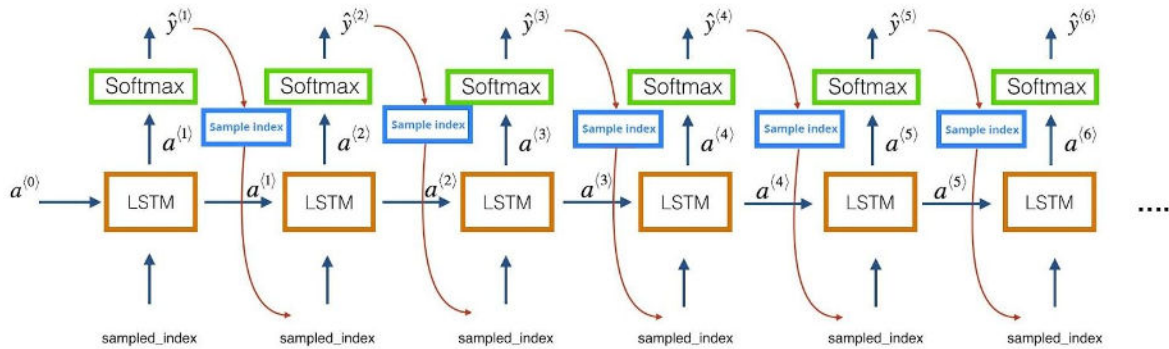 ŷ⟨1⟩ ŷ⟨2⟩ ŷ⟨3⟩ ŷ⟨4⟩ ŷ⟨5⟩ ŷ⟨6⟩
Softmax Softmax Softmax Softmax Softmax Softmax
Sample index Sample index Sample index Sample index Sample index
a⟨1⟩ a⟨2⟩ a⟨3⟩ a⟨4⟩ a⟨5⟩ a⟨6⟩
a⟨0⟩ a⟨1⟩ a⟨2⟩ a⟨3⟩ a⟨4⟩ a⟨5⟩
LSTM LSTM LSTM LSTM LSTM LSTM ....
sampled_index sampled_index sampled_index sampled_index sampled_index sampled_index